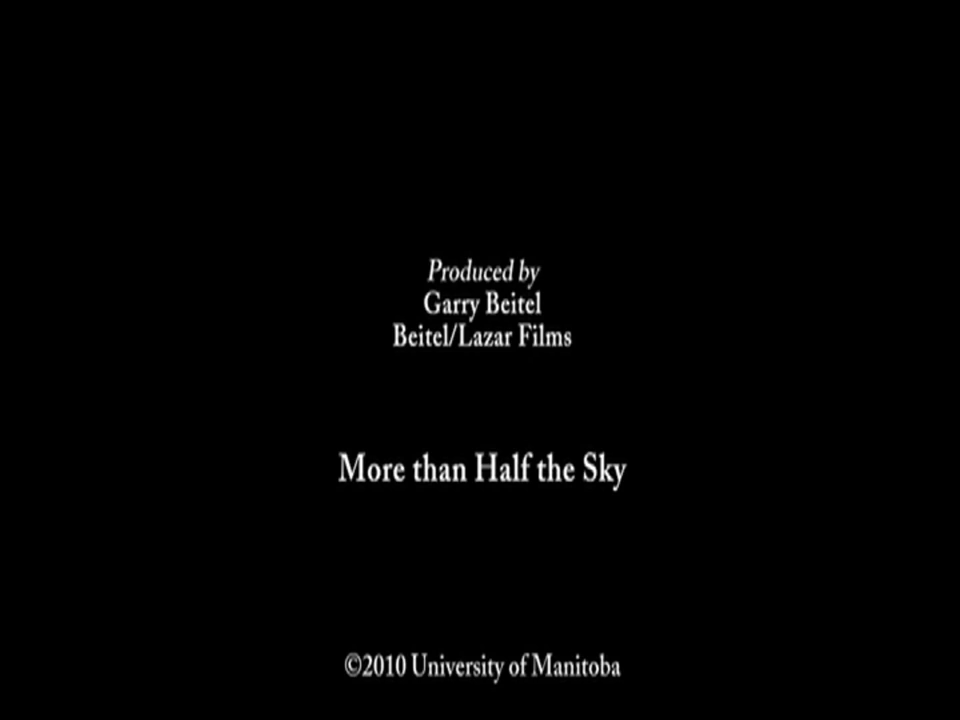 Produced by
Garry Beitel
Beitel/Lazar Films
More than Half the Sky
©2010 University of Manitoba